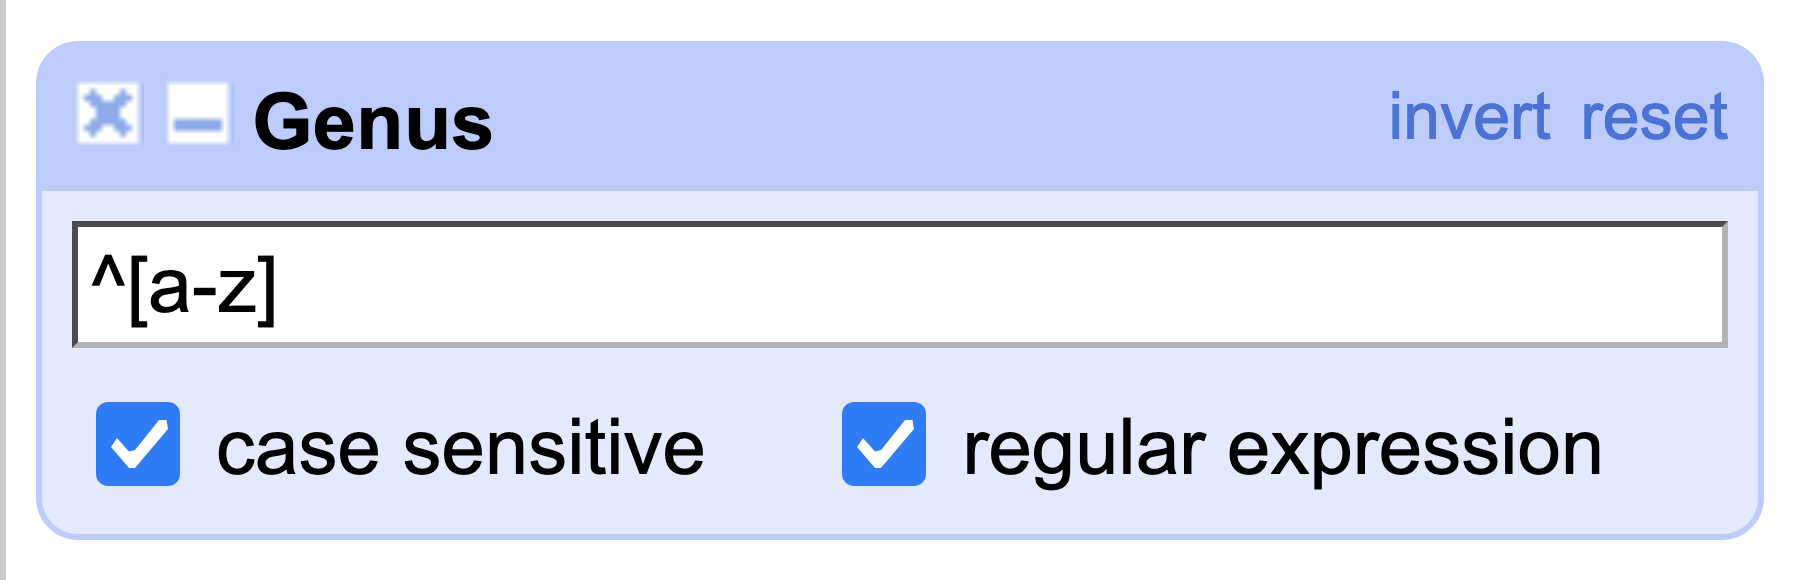 Genus invert reset
^[a-z]
case sensitive regular expression